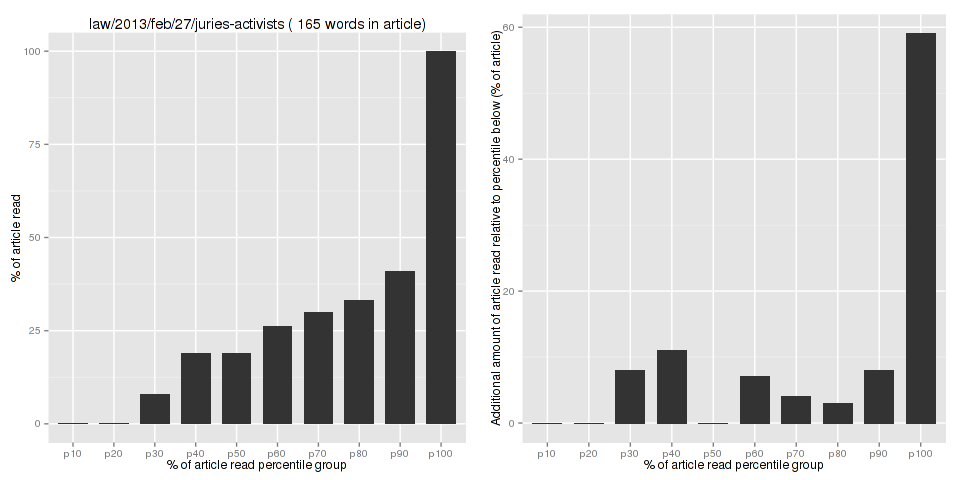 law/2013/feb/27/juries-activists ( 165 words in article)
% of article read
100
75
50
25
0
p10 p20 p30 p40 p50 p60 p70 p80 p90 p100
% of article read percentile group
Additional amount of article read relative to percentile below (% of article)
60
40
20
0
p10 p20 p30 p40 p50 p60 p70 p80 p90 p100
% of article read percentile group